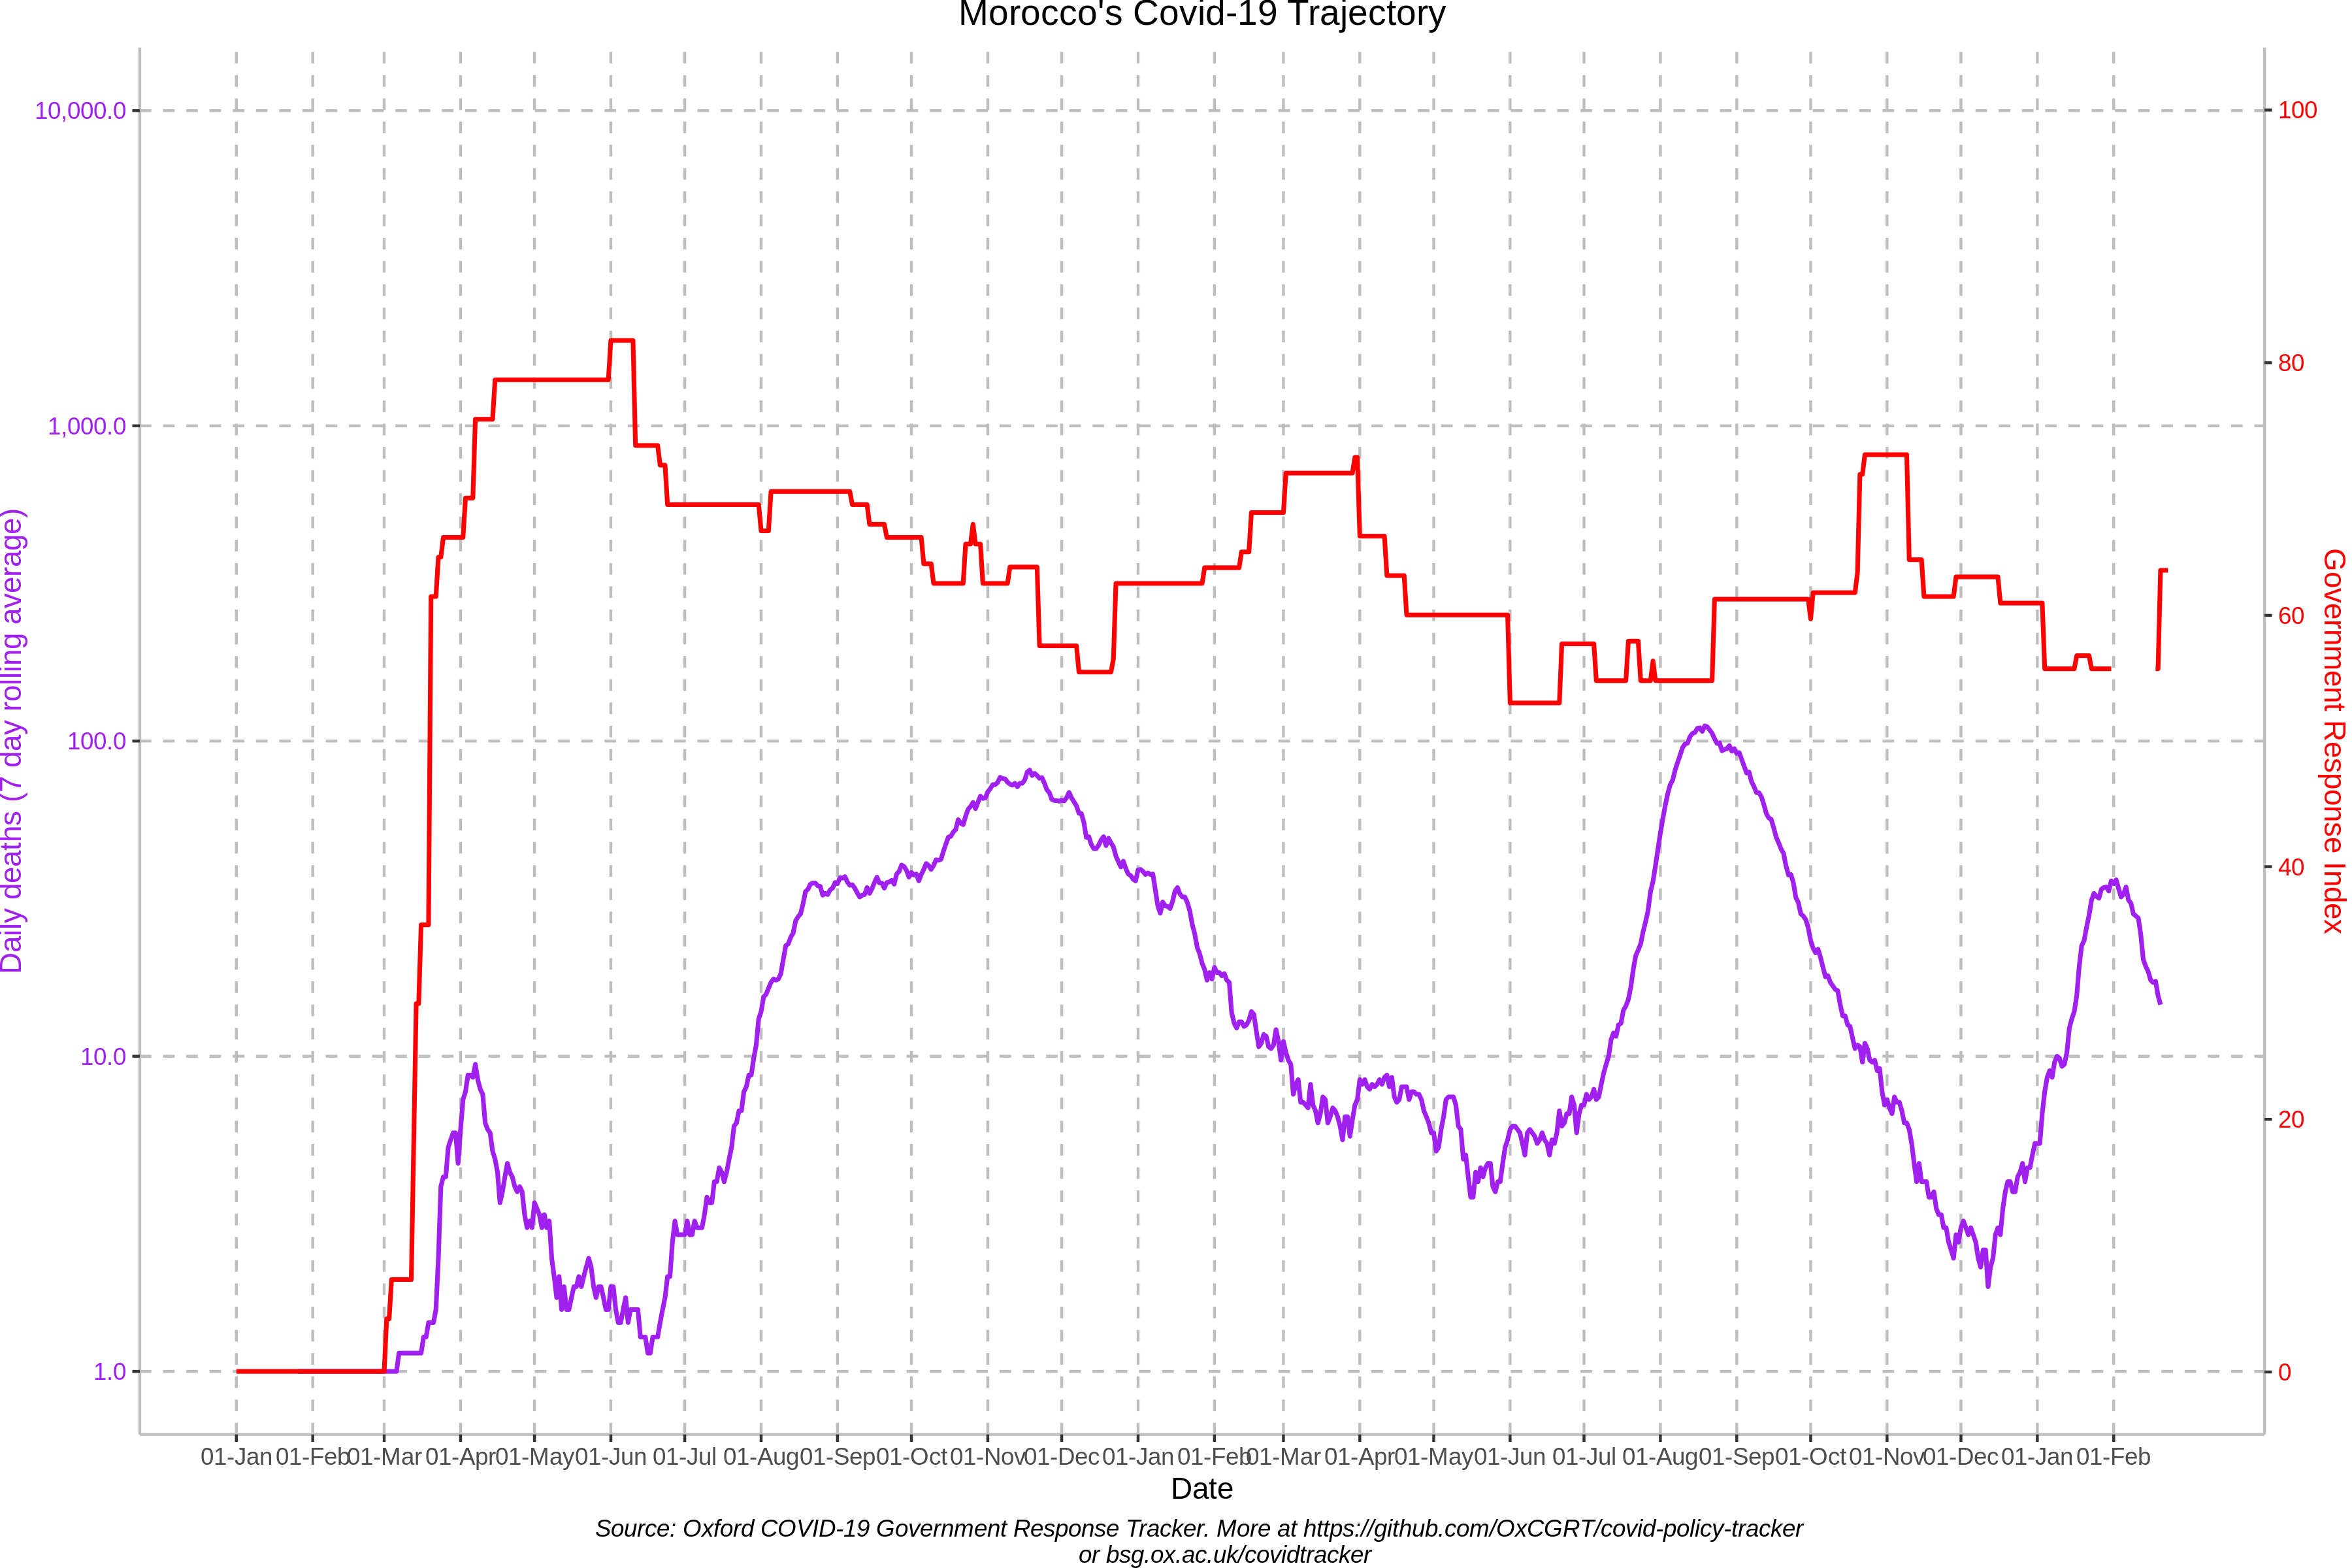 Morocco's Covid-19 Trajectory
10,000.0
1,000.0
100.0
10.0
1.0
Daily deaths (7 day rolling average)
100
80
60
40
20
0
Government Response Index
01-Jan 01-Feb 01-Mar 01-Apr 01-May 01-Jun 01-Jul 01-Aug 01-Sep 01-Oct 01-Nov 01-Dec 01-Jan 01-Feb 01-Mar 01-Apr 01-May 01-Jun 01-Jul 01-Aug 01-Sep 01-Oct 01-Nov 01-Dec 01-Jan 01-Feb
Date
Source: Oxford COVID-19 Government Response Tracker. More at https://github.com/OxCGRT/covid-policy-tracker
or bsg.ox.ac.uk/covidtracker